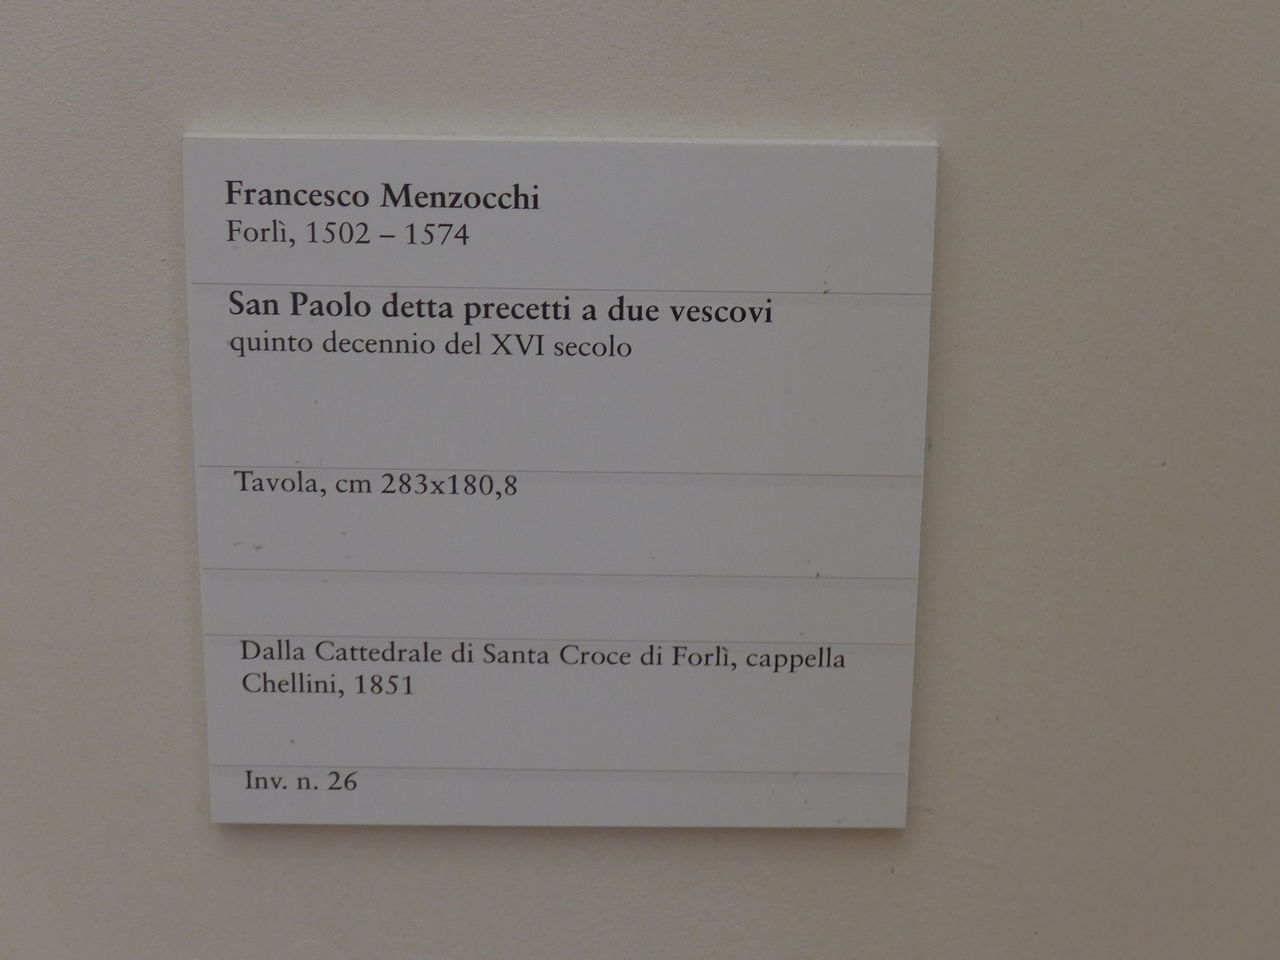 Francesco Menzocchi
Forlì, 1502 – 1574
San Paolo detta precetti a due vescovi
quinto decennio del XVI secolo
Tavola, cm 283x180,8
Dalla Cattedrale di Santa Croce di Forlì, cappella
Chellini, 1851
Inv. n. 26